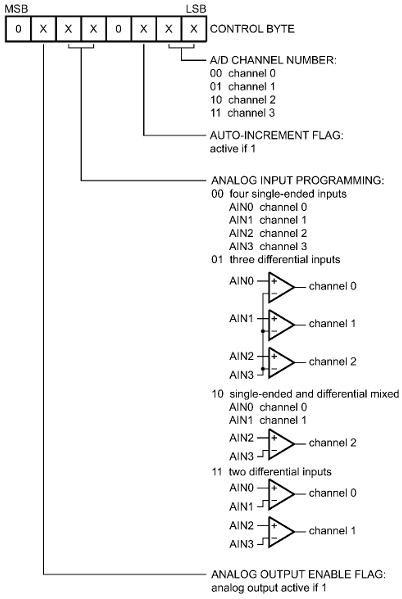 MSB LSB
0 X X X 0 X X X CONTROL BYTE
A/D CHANNEL NUMBER:
00 channel 0
01 channel 1
10 channel 2
11 channel 3
AUTO-INCREMENT FLAG:
active if 1
ANALOG INPUT PROGRAMMING:
00 four single-ended inputs
AIN0 channel 0
AIN1 channel 1
AIN2 channel 2
AIN3 channel 3
01 three differential inputs
AIN0 + − channel 0
AIN1 + − channel 1
AIN2 + − channel 2
AIN3
10 single-ended and differential mixed
AIN0 channel 0
AIN1 channel 1
AIN2 + channel 2
AIN3 −
11 two differential inputs
AIN0 + channel 0
AIN1 −
AIN2 + channel 1
AIN3 −
ANALOG OUTPUT ENABLE FLAG:
analog output active if 1